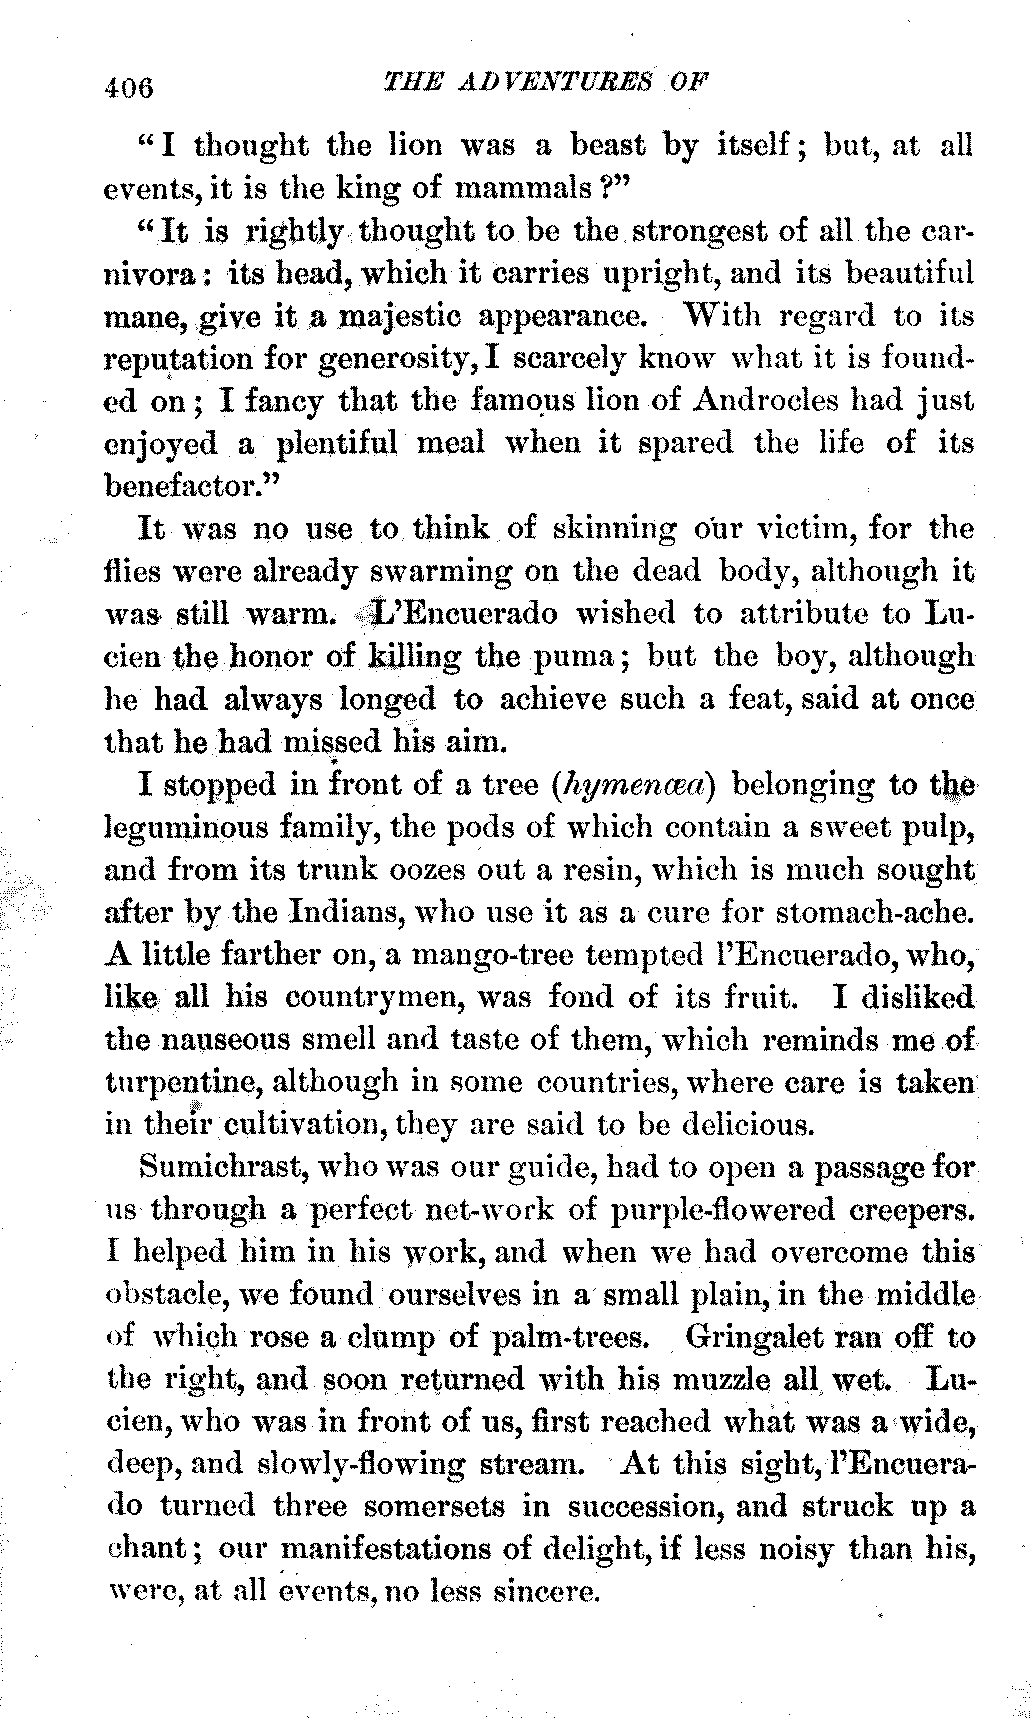 406 THE ADVENTURES OF
"I thought the lion was a beast by itself; but, at all
events, it is the king of mammals?"
"It is rightly thought to be the strongest of all the car-
nivora: its head, which it carries upright, and its beautiful
mane, give it a majestic appearance. With regard to its
reputation for generosity, I scarcely know what it is found-
ed on; I fancy that the famous lion of Androcles had just
enjoyed a plentiful meal when it spared the life of its
benefactor."
It was no use to think of skinning our victim, for the
flies were already swarming on the dead body, although it
was still warm. L'Encuerado wished to attribute to Lu-
cien the honor of killing the puma; but the boy, although
he had always longed to achieve such a feat, said at once
that he had missed his aim.
I stopped in front of a tree (hymenœa) belonging to the
leguminous family, the pods of which contain a sweet pulp,
and from its trunk oozes out a resin, which is much sought
after by the Indians, who use it as a cure for stomach-ache.
A little farther on, a mango-tree tempted l'Encuerado, who,
like all his countrymen, was fond of its fruit. I disliked
the nauseous smell and taste of them, which reminds me of
turpentine, although in some countries, where care is taken
in their cultivation, they are said to be delicious.
Sumichrast, who was our guide, had to open a passage for
us through a perfect net-work of purple-flowered creepers.
I helped him in his work, and when we had overcome this
obstacle, we found ourselves in a small plain, in the middle
of which rose a clump of palm-trees. Gringalet ran off to
the right, and soon returned with his muzzle all wet. Lu-
cien, who was in front of us, first reached what was a wide,
deep, and slowly-flowing stream. At this sight, l'Encuera-
do turned three somersets in succession, and struck up a
chant; our manifestations of delight, if less noisy than his,
were, at all events, no less sincere.